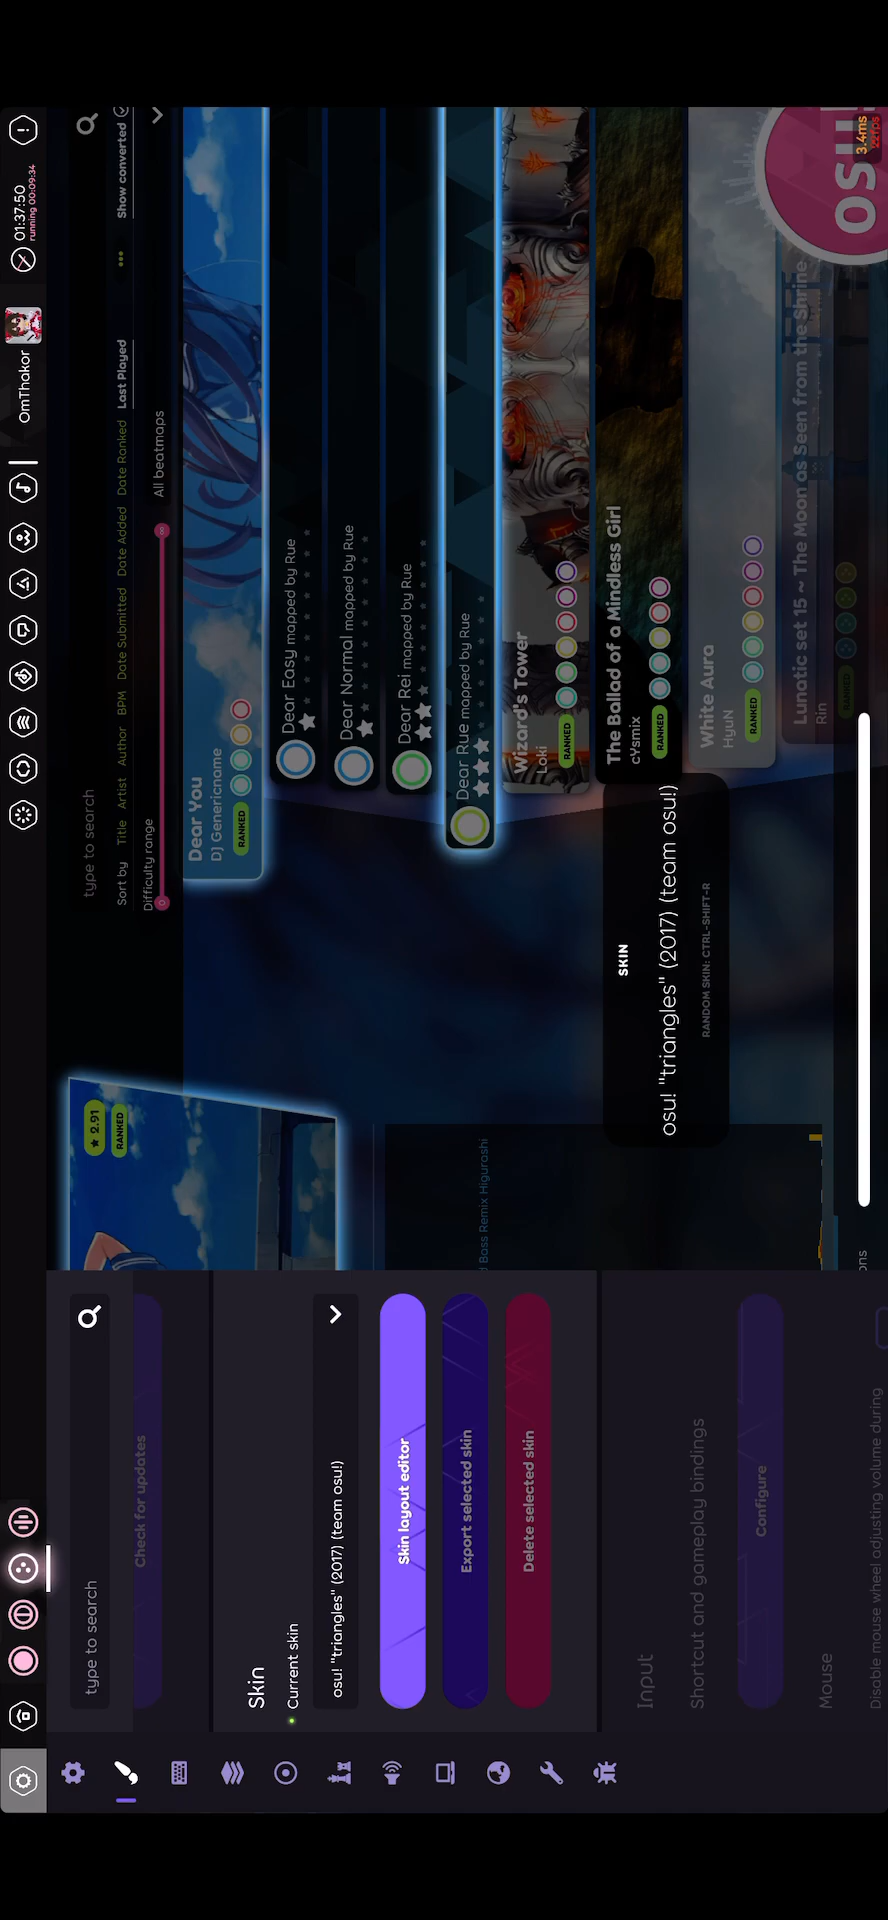 01:37:50
running 00:09:34
OmThakor
type to search
Check for updates
Skin
Current skin
osu! "triangles" (2017) (team osu!)
Skin layout editor
Export selected skin
Delete selected skin
Input
Shortcut and gameplay bindings
Configure
Mouse
Disable mouse wheel adjusting volume during
★ 2.91
RANKED
d Bass Remix Higurashi
ons
SKIN
osu! "triangles" (2017) (team osu!)
RANDOM SKIN: CTRL-SHIFT-R
type to search
Sort by Title Artist Author BPM Date Submitted Date Added Date Ranked Last Played ••• Show converted
Difficulty range
∞
0
All beatmaps
Dear You
DJ Genericname
RANKED
Dear Easy mapped by Rue
Dear Normal mapped by Rue
Dear Rei mapped by Rue
Dear Rue mapped by Rue
Wizard's Tower
Loki
RANKED
The Ballad of a Mindless Girl
cYsmix
RANKED
White Aura
HyuN
RANKED
Lunatic set 15 ~ The Moon as Seen from the Shrine
Rin
RANKED
osu!
3.4ms
22fps